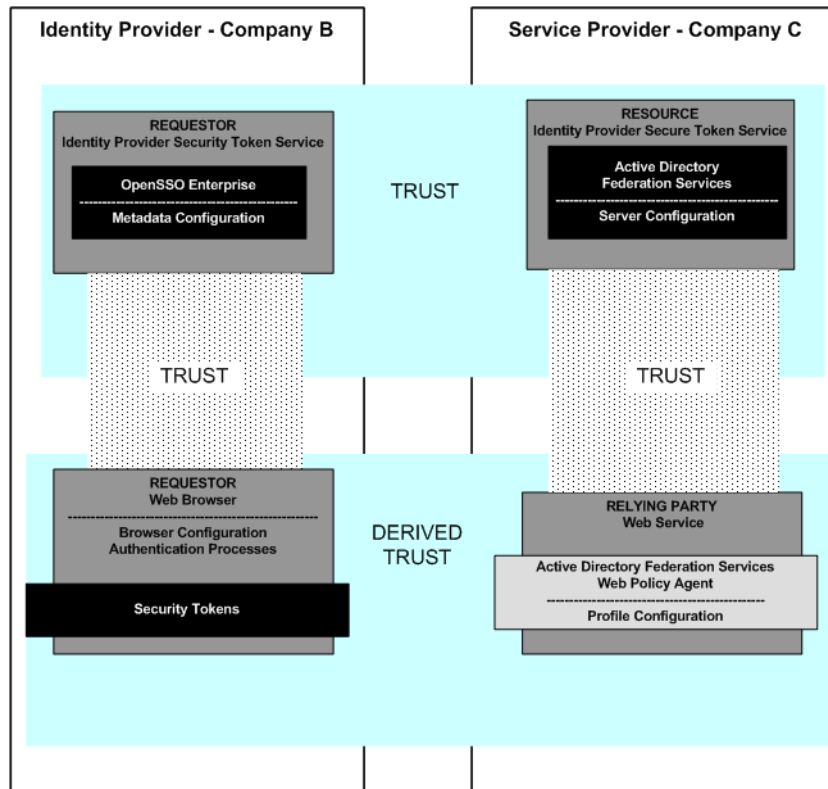 Identity Provider - Company B
Service Provider - Company C
REQUESTOR
Identity Provider Security Token Service
OpenSSO Enterprise
Metadata Configuration
TRUST
RESOURCE
Identity Provider Secure Token Service
Active Directory
Federation Services
Server Configuration
TRUST
TRUST
REQUESTOR
Web Browser
Browser Configuration
Authentication Processes
Security Tokens
DERIVED
TRUST
RELYING PARTY
Web Service
Active Directory Federation Services
Web Policy Agent
Profile Configuration